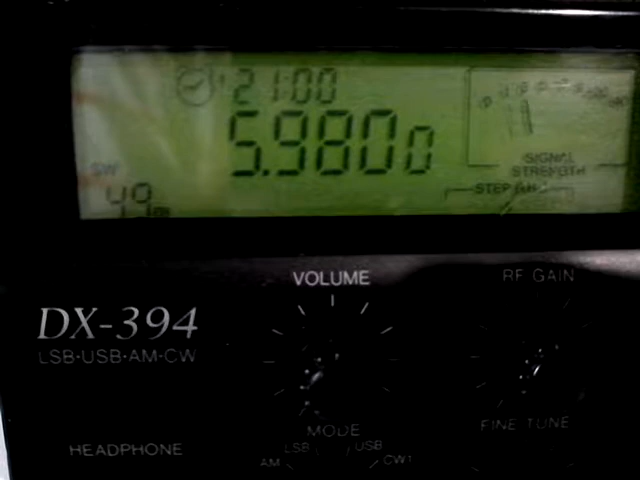 21:00
5.9800
SIGNAL
STRENGTH
SW
STEP
49 m
VOLUME
RF GAIN
DX-394
LSB·USB·AM·CW
MODE
FINE TUNE
HEADPHONE
LSB
USB
AM
CW1